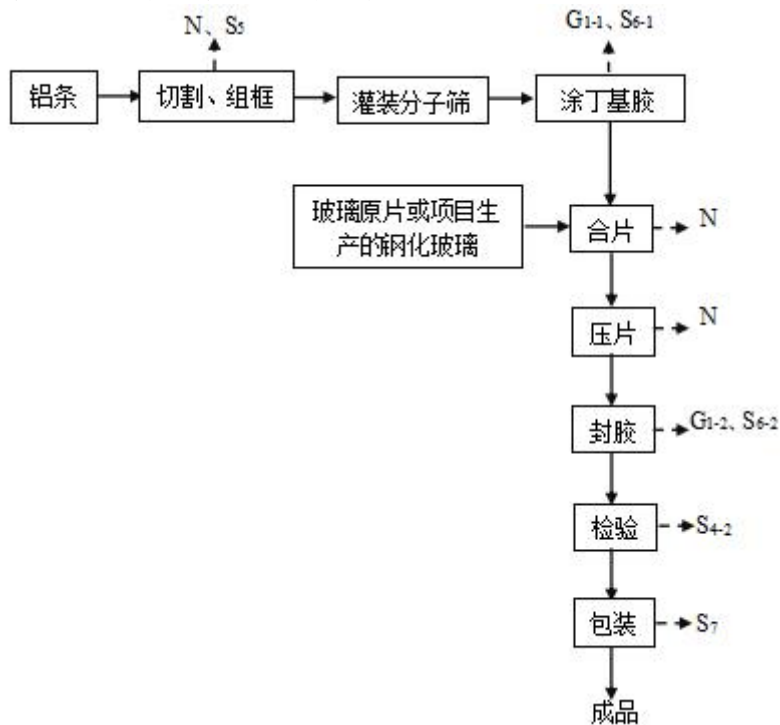 N、S5
G1-1、S6-1
铝条
切割、组框
灌装分子筛
涂丁基胶
玻璃原片或项目生
产的钢化玻璃
合片
N
压片
N
封胶
G1-2、S6-2
检验
S4-2
包装
S7
成品